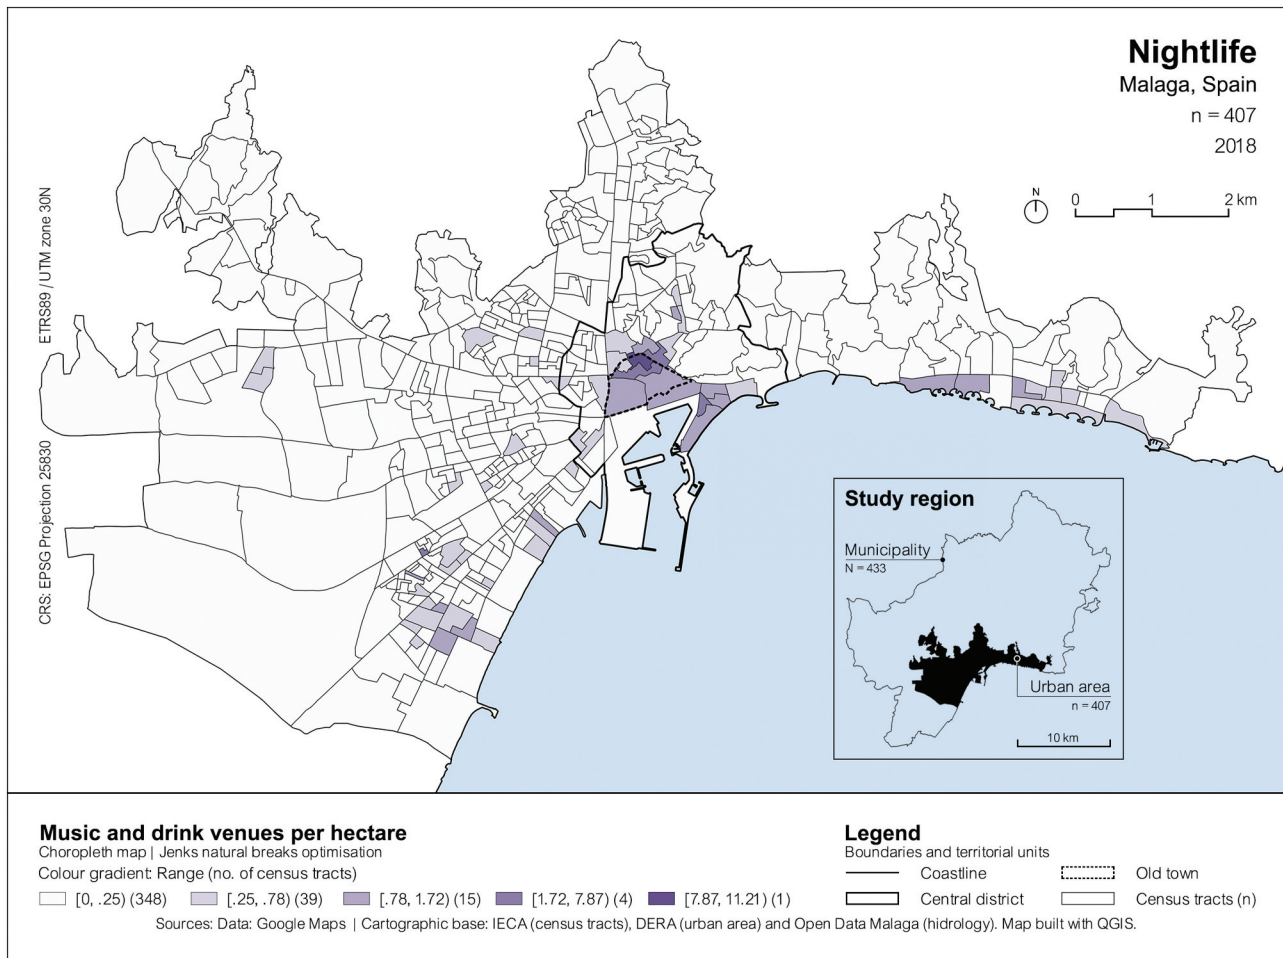 Nightlife
Malaga, Spain
n = 407
2018
N
0 1 2 km
ETRS89 / UTM zone 30N
CRS: EPSG Projection 25830
Study region
Municipality
N = 433
Urban area
n = 407
10 km
Music and drink venues per hectare
Choropleth map | Jenks natural breaks optimisation
Colour gradient: Range (no. of census tracts)
[0, .25) (348) [.25, .78) (39) [.78, 1.72) (15) [1.72, 7.87) (4) [7.87, 11.21) (1)
Legend
Boundaries and territorial units
Coastline Old town
Central district Census tracts (n)
Sources: Data: Google Maps | Cartographic base: IECA (census tracts), DERA (urban area) and Open Data Malaga (hidrology). Map built with QGIS.